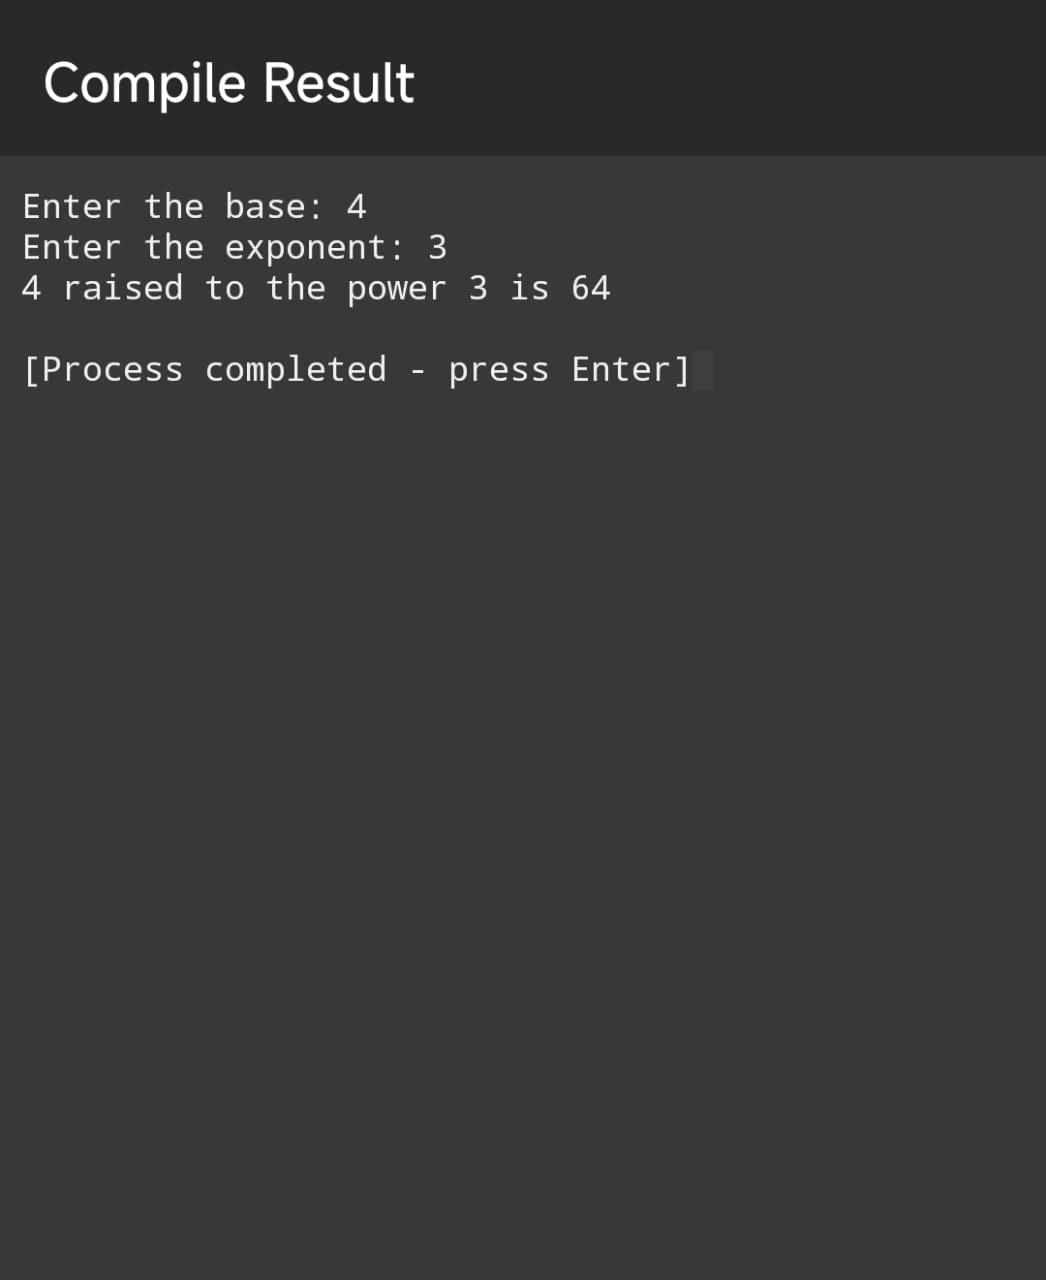 Compile Result
Enter the base: 4
Enter the exponent: 3
4 raised to the power 3 is 64
[Process completed - press Enter]